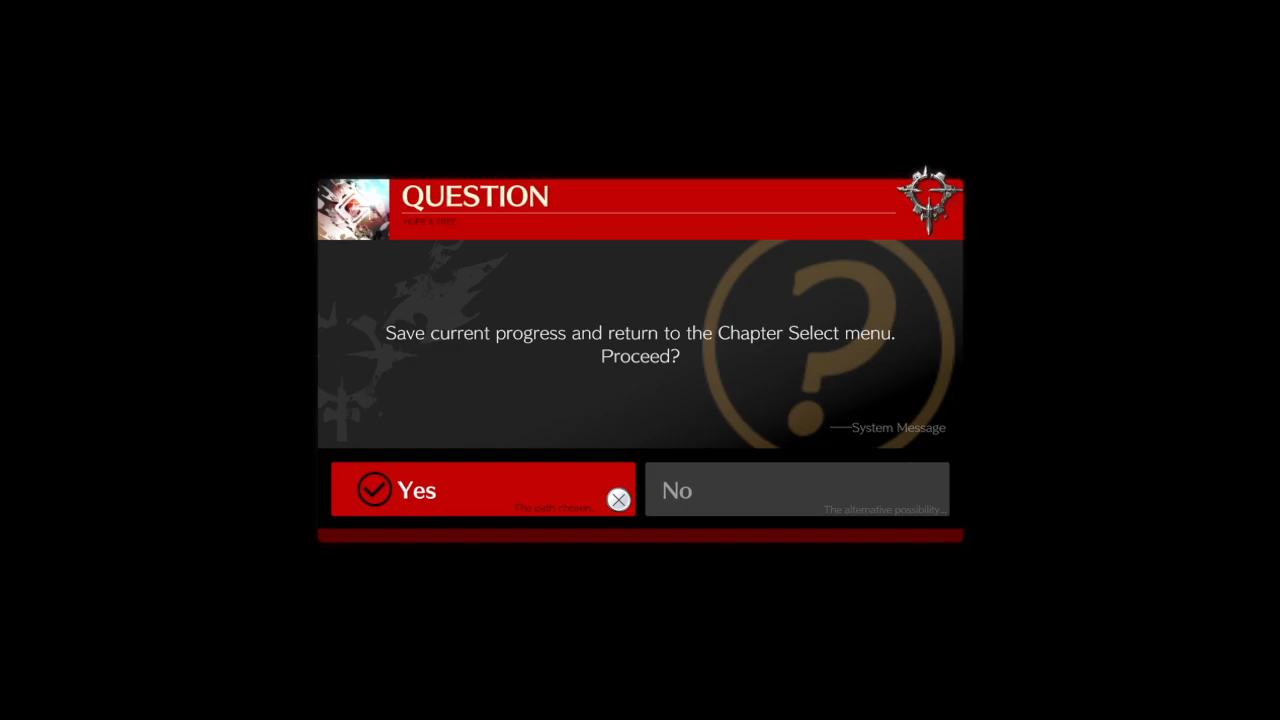 QUESTION
Save current progress and return to the Chapter Select menu.
Proceed?
——System Message
Yes
The path chosen...
No
The alternative possibility...